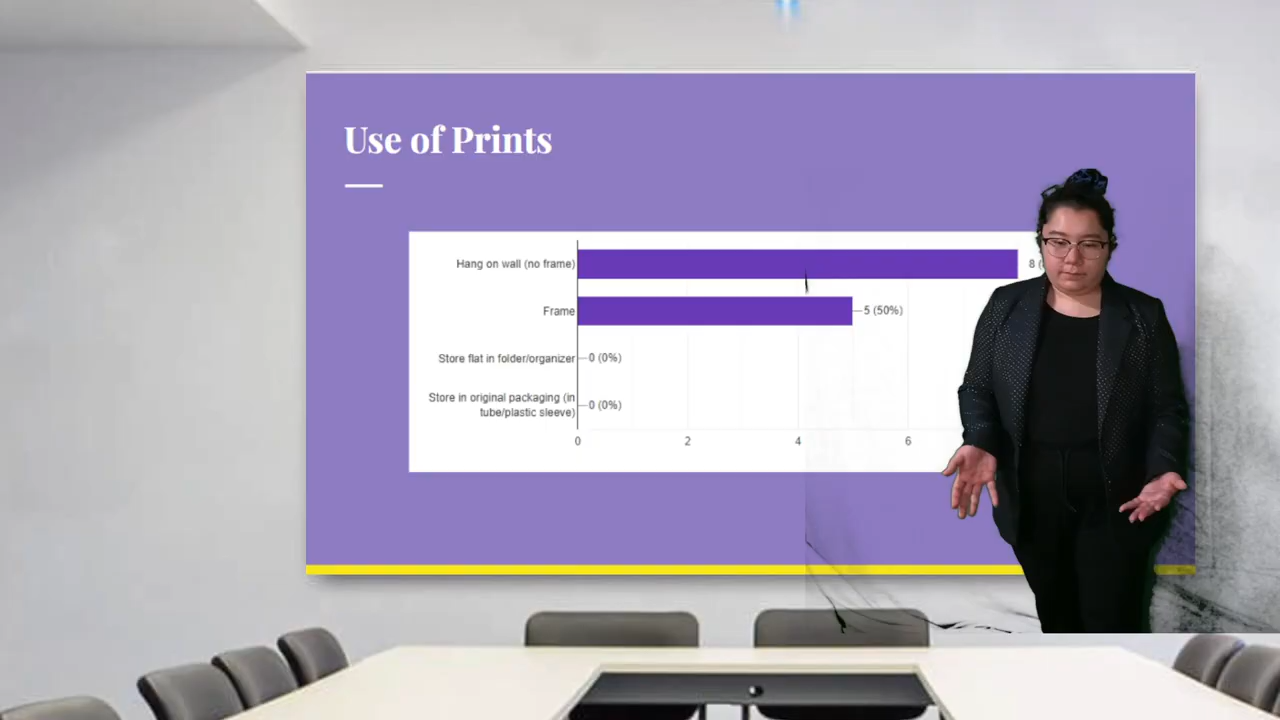 Use of Prints
Hang on wall (no frame)
8 (
Frame
5 (50%)
Store flat in folder/organizer
0 (0%)
Store in original packaging (in
tube/plastic sleeve)
0 (0%)
0 2 4 6